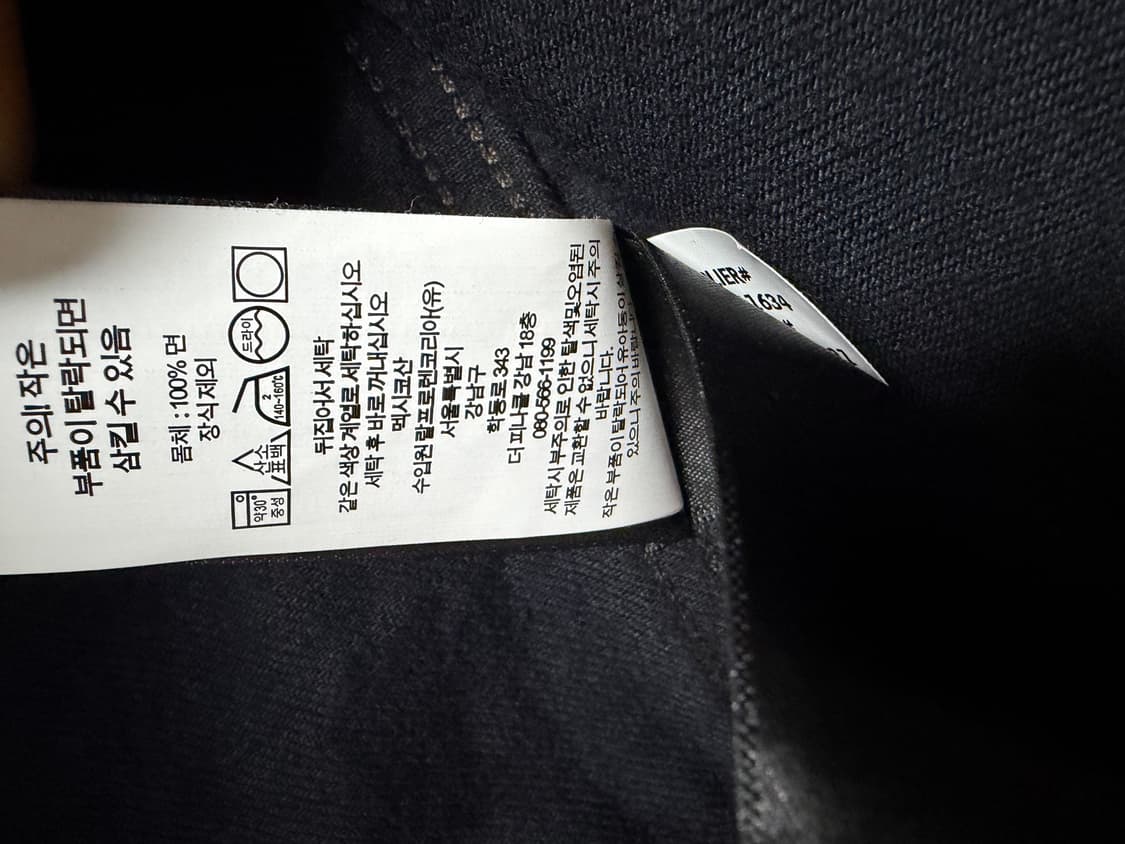 주의! 작은
부품이 탈락되면
삼킬 수 있음
몸체 : 100% 면
장식제외
약30°
중성
산소
표백
2
140~160℃
드라이
뒤집어서 세탁
같은 색상 계열로 세탁하십시오
세탁 후 바로 꺼내십시오
멕시코산
수입원 랄프로렌코리아(유)
서울특별시
강남구
학동로 343
더 피나클 강남 18층
080-566-1199
세탁시 부주의로 인한 탈색및오염된
제품은 교환할 수 없으니 세탁시 주의
바랍니다.
작은 부품이 탈락되어 유아동이
있으니 주의
LIER#
1634